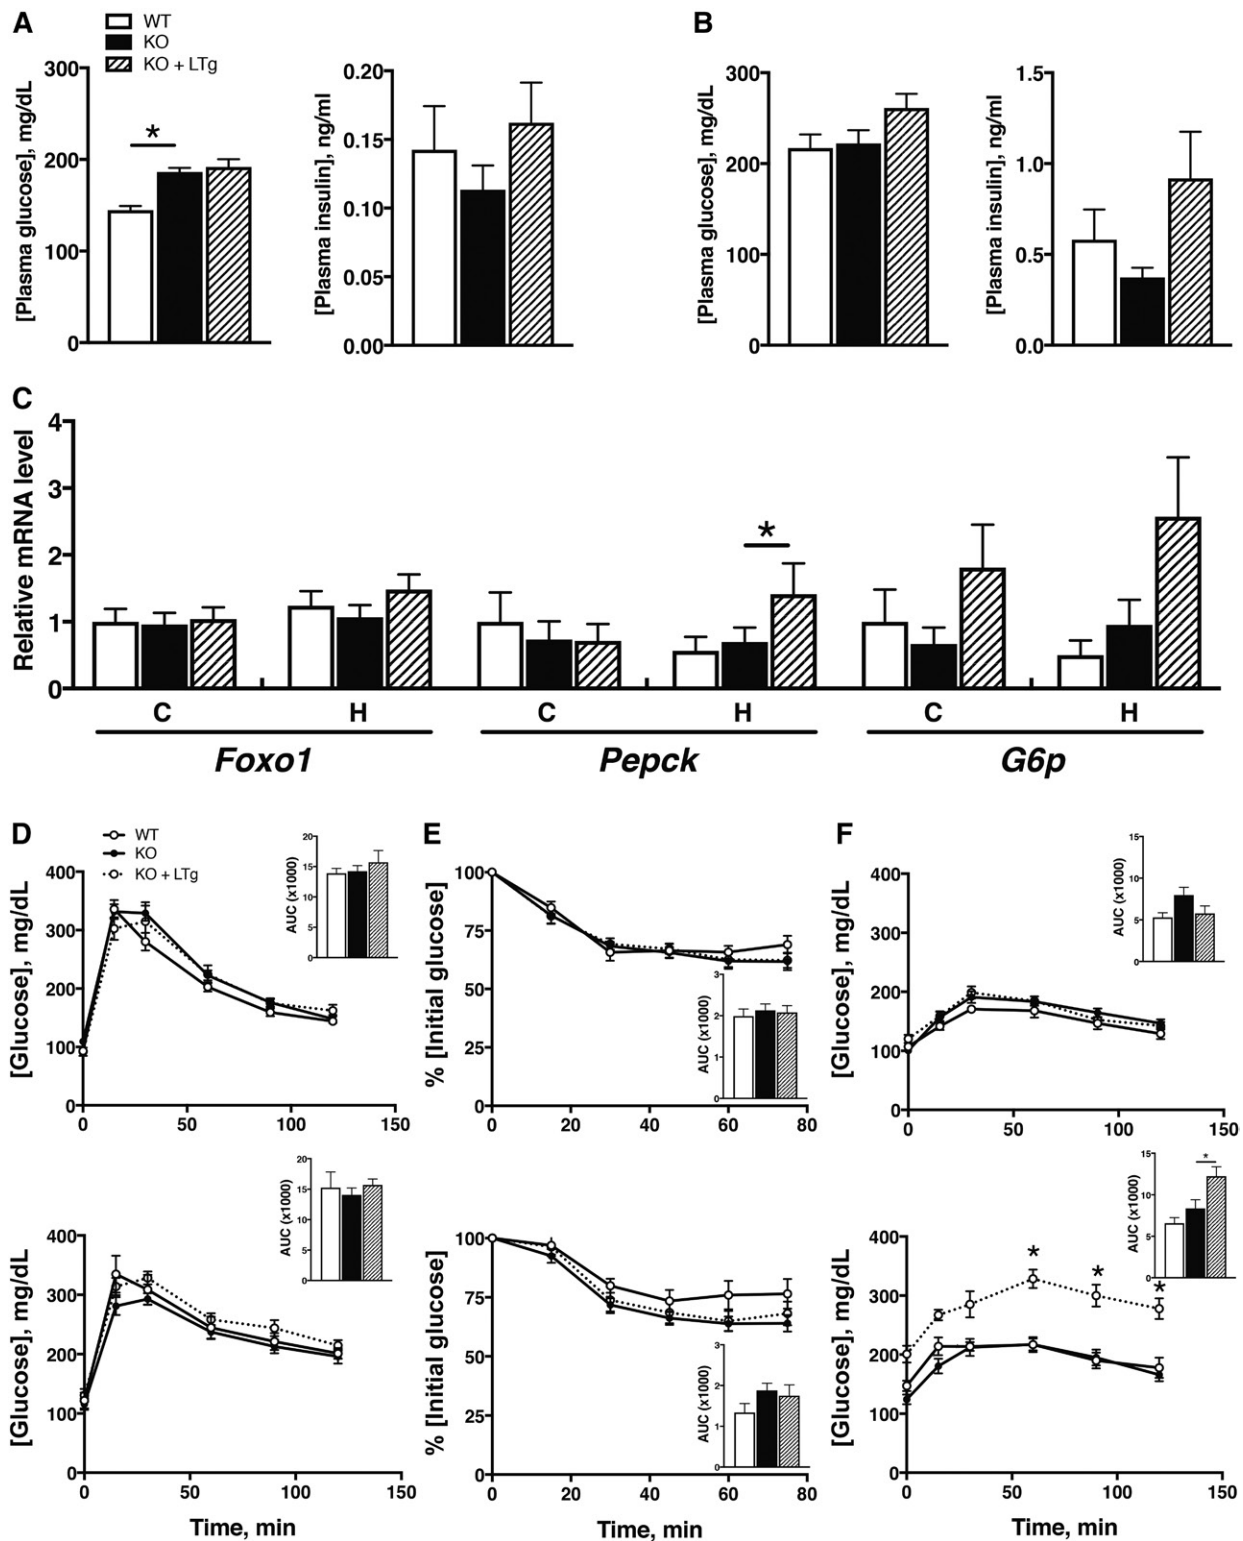 A
WT
KO
KO + LTg
[Plasma glucose], mg/dL
300
200
100
0
*
[Plasma insulin], ng/ml
0.20
0.15
0.10
0.05
0.00
B
[Plasma glucose], mg/dL
300
200
100
0
[Plasma insulin], ng/ml
1.5
1.0
0.5
0.0
C
Relative mRNA level
4
3
2
1
0
*
C H C H C H
Foxo1 Pepck G6p
D
WT
KO
KO + LTg
[Glucose], mg/dL
400
300
200
100
0
0 50 100 150
AUC (x1000)
20
15
10
5
0
E
% [Initial glucose]
100
75
50
25
0
0 20 40 60 80
AUC (x1000)
3
2
1
0
F
[Glucose], mg/dL
400
300
200
100
0
0 50 100 150
AUC (x1000)
15
10
5
0
[Glucose], mg/dL
400
300
200
100
0
0 50 100 150
Time, min
AUC (x1000)
20
15
10
5
0
% [Initial glucose]
100
75
50
25
0
0 20 40 60 80
Time, min
AUC (x1000)
3
2
1
0
[Glucose], mg/dL
400
300
200
100
0
* * *
0 50 100 150
Time, min
AUC (x1000)
15
10
5
0
*